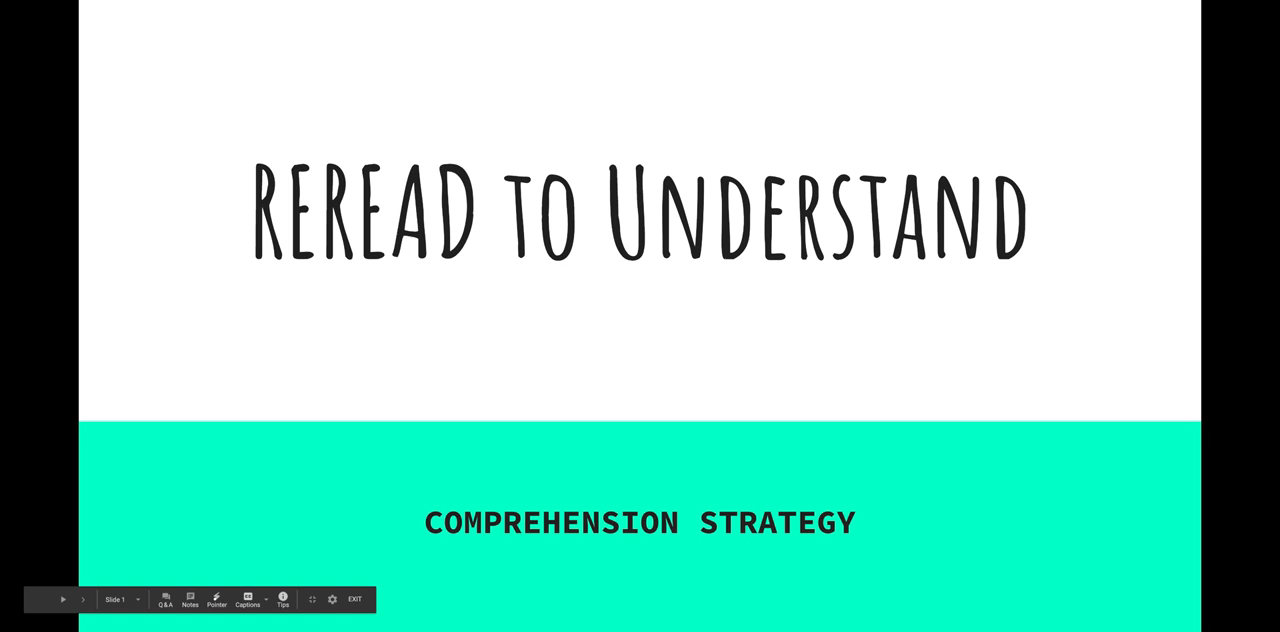 REREAD to Understand
COMPREHENSION STRATEGY
Slide 1 Q&A Notes Pointer Captions Tips EXIT